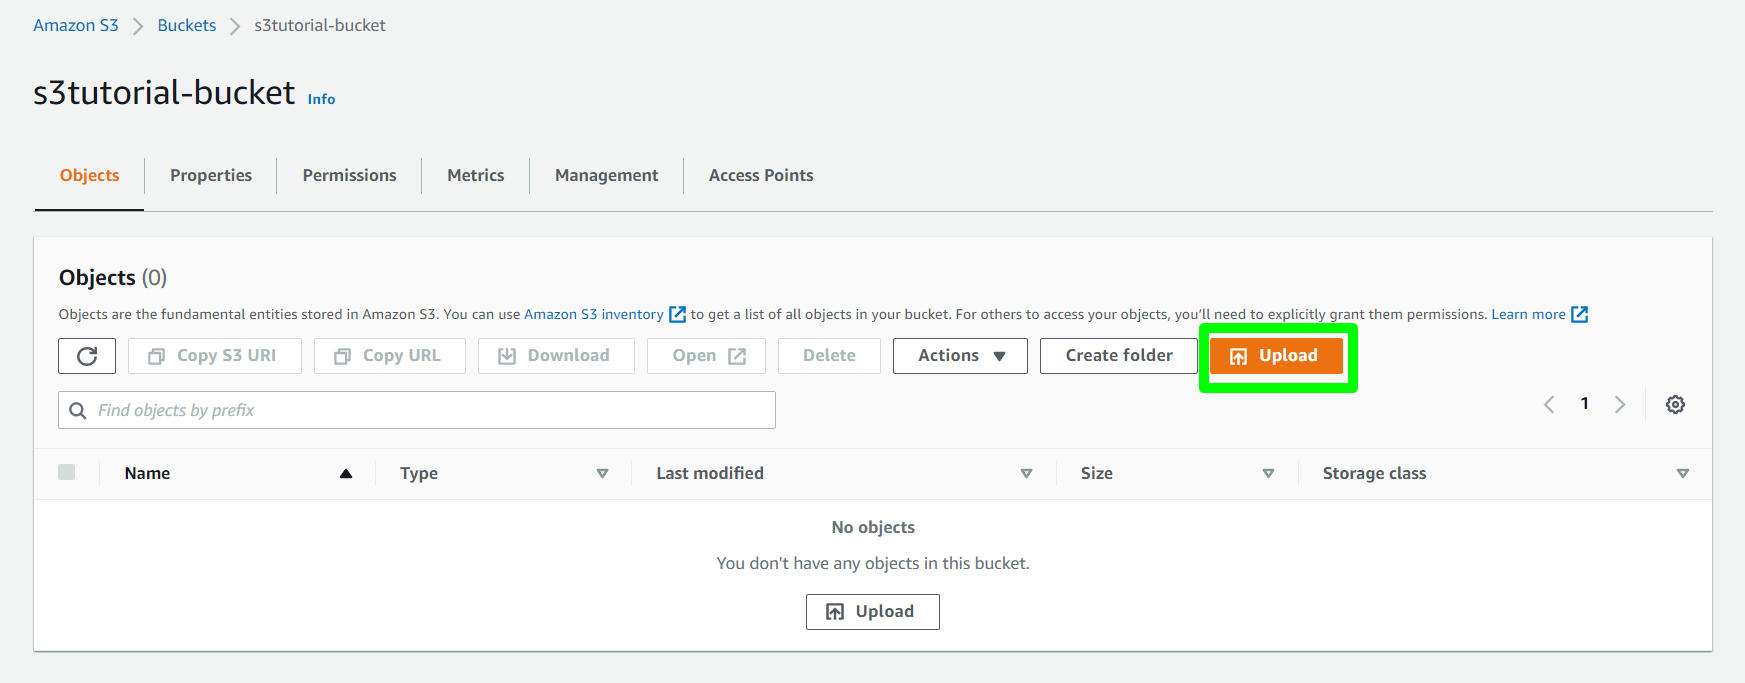 Amazon S3 Buckets s3tutorial-bucket
s3tutorial-bucket Info
Objects Properties Permissions Metrics Management Access Points
Objects (0)
Objects are the fundamental entities stored in Amazon S3. You can use Amazon S3 inventory to get a list of all objects in your bucket. For others to access your objects, you'll need to explicitly grant them permissions. Learn more
Copy S3 URI Copy URL Download Open Delete Actions Create folder Upload
Find objects by prefix 1
Name Type Last modified Size Storage class
No objects
You don't have any objects in this bucket.
Upload